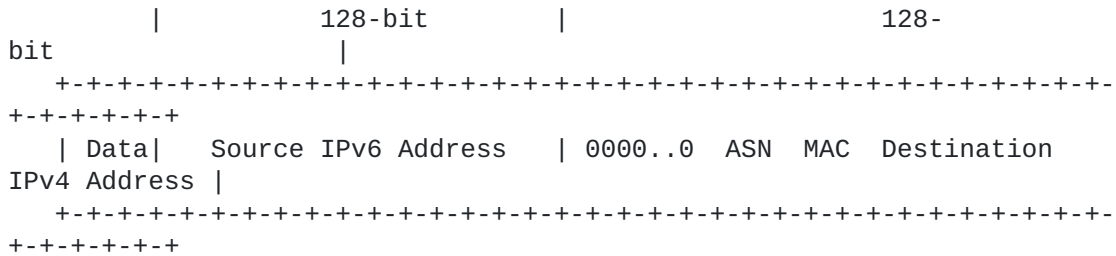 |          128-bit        |                   128-
bit                  |
+-+-+-+-+-+-+-+-+-+-+-+-+-+-+-+-+-+-+-+-+-+-+-+-+-+-+-+-+-+-+-+-+-+-
+-+-+-+-+-+
| Data|   Source IPv6 Address   | 0000..0  ASN  MAC  Destination
IPv4 Address |
+-+-+-+-+-+-+-+-+-+-+-+-+-+-+-+-+-+-+-+-+-+-+-+-+-+-+-+-+-+-+-+-+-+-
+-+-+-+-+-+